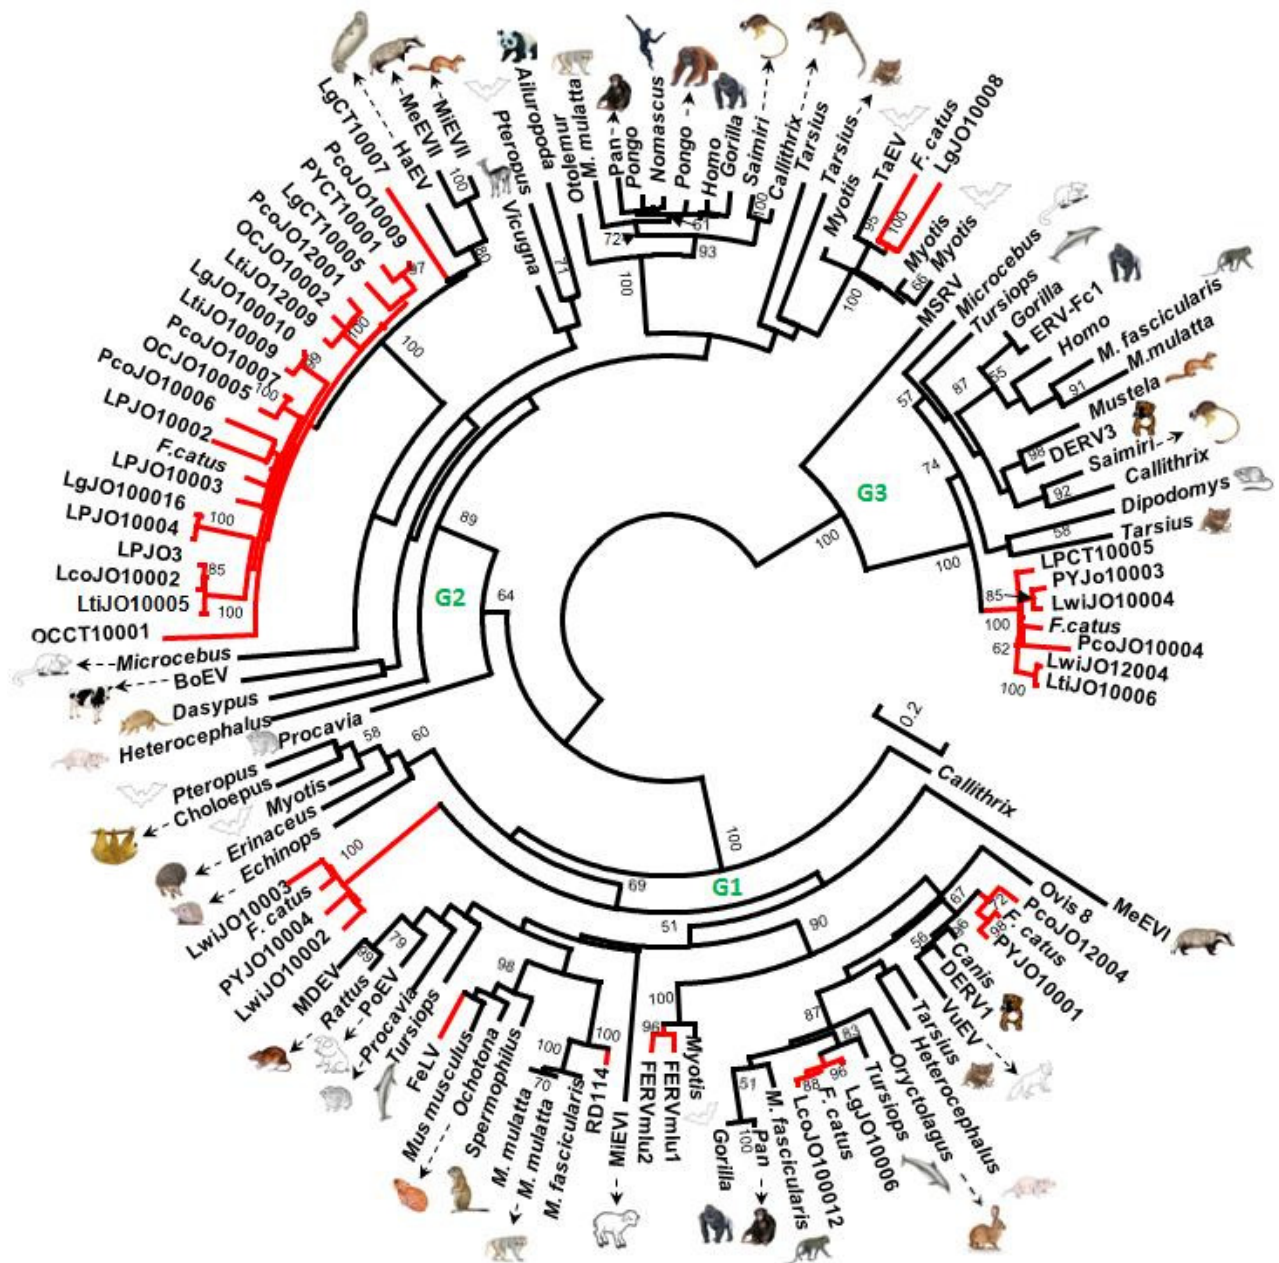 LgCT10007
HaEV
MeEVII
MiEVII
Vicugna
Pteropus
Ailuropoda
Otolemur
M. mulatta
Pan
Pongo
Nomascus
Pongo
Homo
Gorilla
Saimiri
Callithrix
Tarsius
Tarsius
Myotis
TaEV
F. catus
LgJO10008
Myotis
Myotis
MSRV
Microcebus
Tursiops
Gorilla
ERV-Fc1
Homo
M. fascicularis
M.mulatta
Mustela
DERV3
Saimiri
Callithrix
Dipodomys
Tarsius
LPCT10005
PYJo10003
LwiJO10004
F.catus
PcoJO10004
LwiJO12004
LtiJO10006
0.2
Callithrix
MeEVI
Ovis 8
PcoJO12004
F. catus
PYJO10001
Canis
DERV1
VuEV
Tarsius
Heterocephalus
Oryctolagus
Tursiops
LgJO10006
F. catus
LcoJO100012
M. fascicularis
Pan
Gorilla
Myotis
FERVmlu1
FERVmlu2
MiEVI
RD114
M. fascicularis
M. mulatta
M. mulatta
Spermophilus
Ochotona
Mus musculus
FeLV
Tursiops
Procavia
PoEV
Rattus
MDEV
LwiJO10002
PYJO10004
F. catus
LwiJO10003
Echinops
Erinaceus
Myotis
Choloepus
Pteropus
Procavia
Heterocephalus
Dasypus
BoEV
Microcebus
OCCT10001
LtiJO10005
LcoJO10002
LPJO3
LPJO10004
LgJO100016
LPJO10003
F.catus
LPJO10002
PcoJO10006
OCJO10005
PcoJO10007
LtiJO10009
LgJO100010
LtiJO12009
OCJO10002
PcoJO12001
LgCT10005
PYCT10001
PcoJO10009
G1
G2
G3
100
80
71
100
72
61
93
100
95
100
100
66
57
87
55
91
98
92
74
58
100
100
85
100
62
100
97
100
100
99
100
100
85
100
89
64
58
60
100
69
51
90
100
67
72
98
96
56
87
83
96
88
51
100
100
96
98
100
100
70
79
99